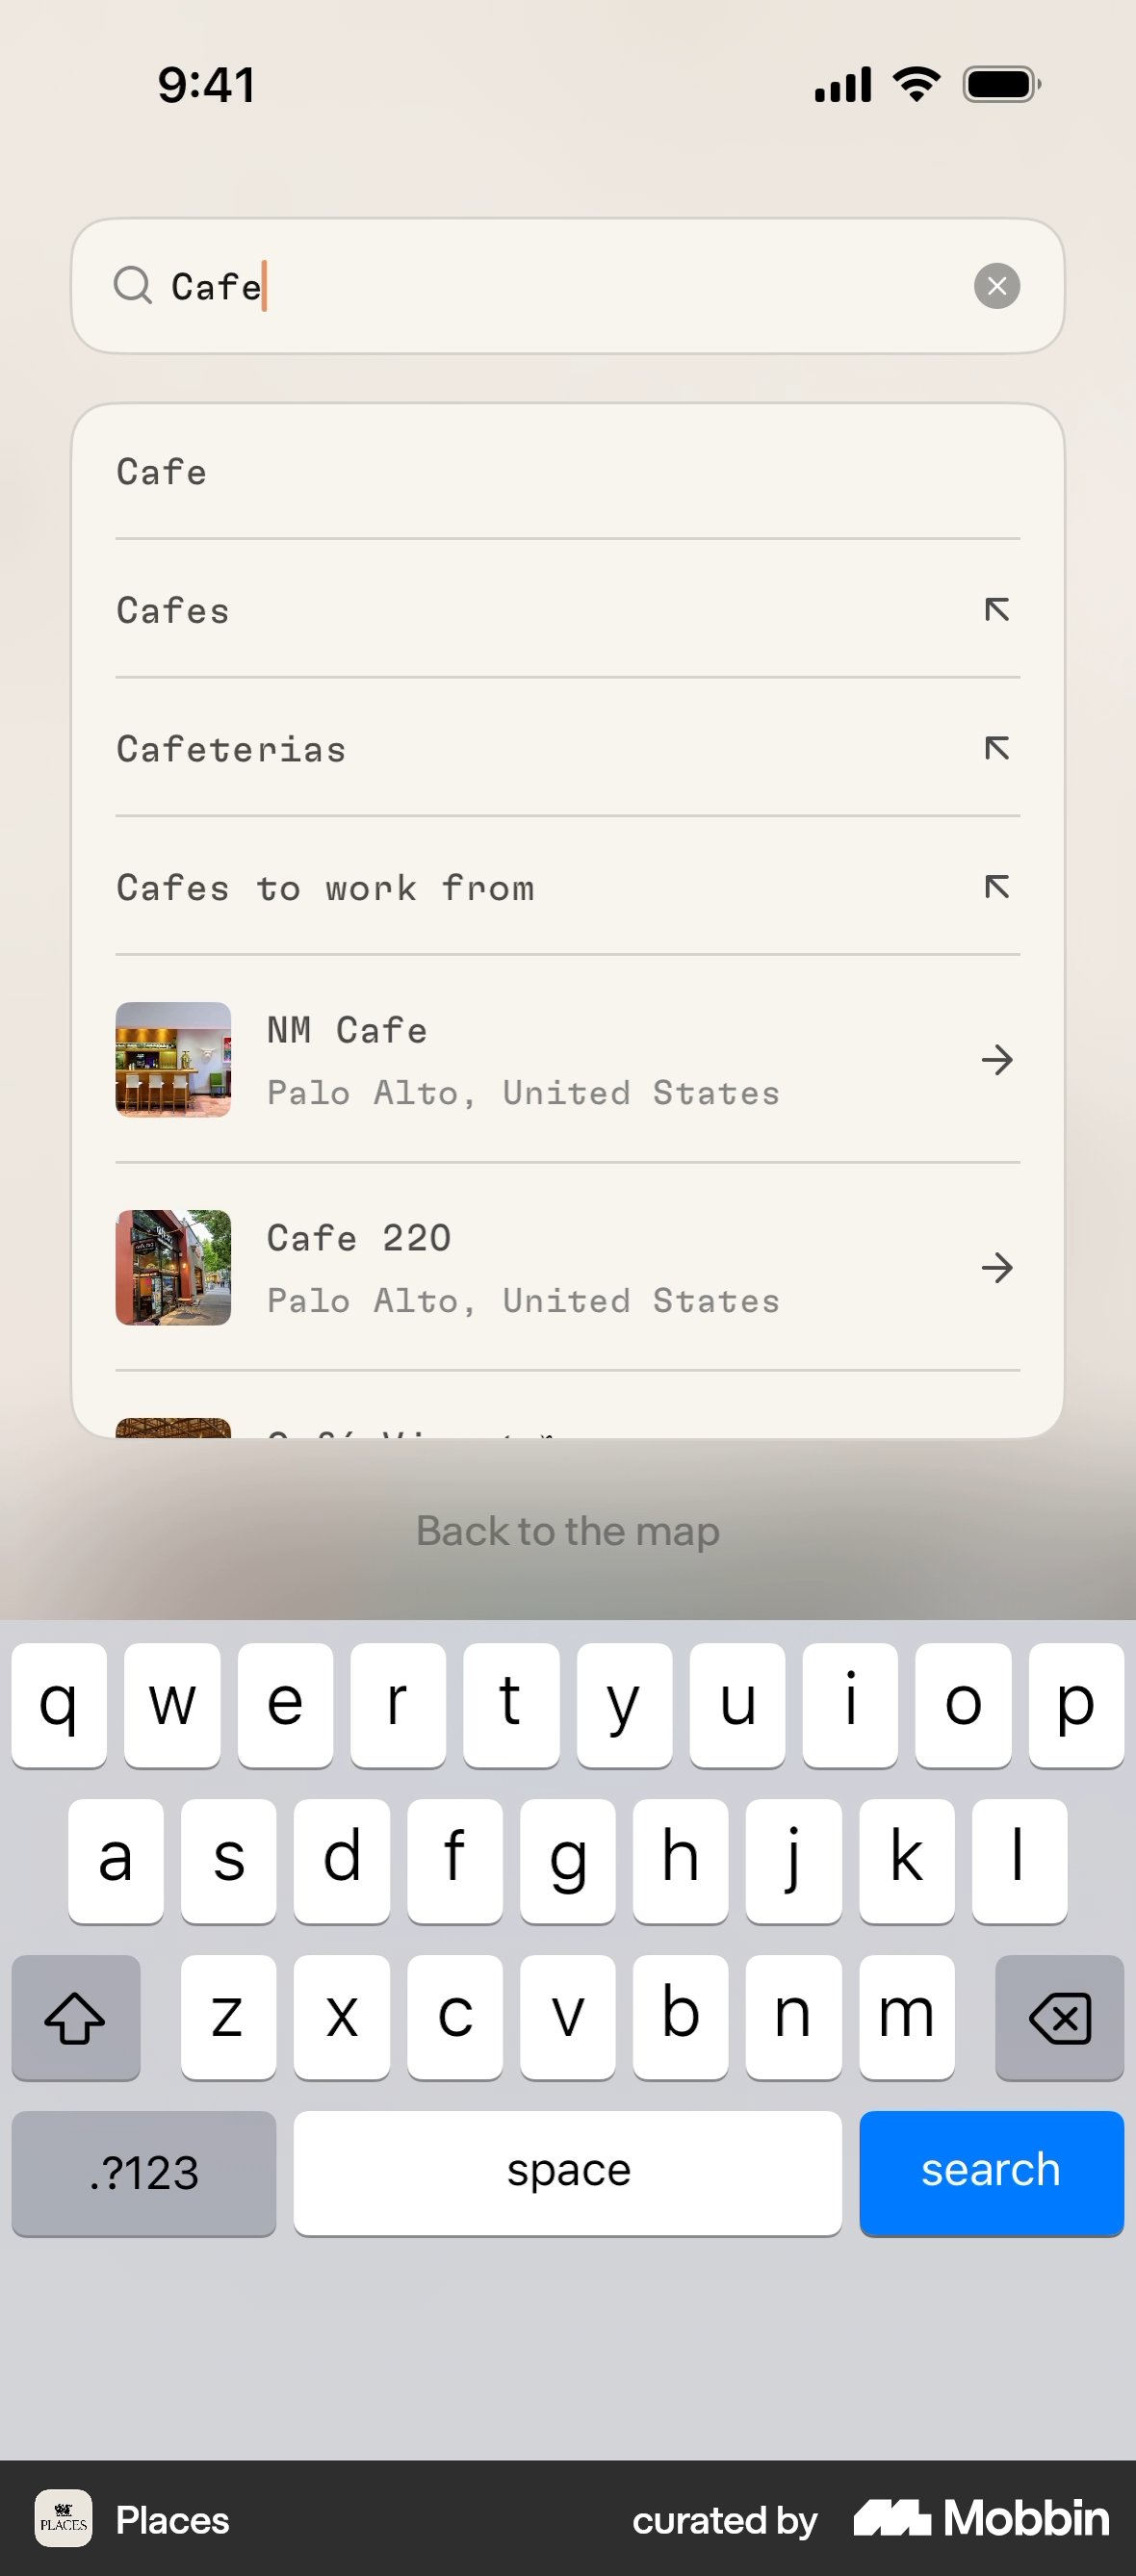 9:41
Cafe
Cafe
Cafes
Cafeterias
Cafes to work from
NM Cafe
Palo Alto, United States
Cafe 220
Palo Alto, United States
Back to the map
q w e r t y u i o p
a s d f g h j k l
z x c v b n m
.?123 space search
PLACES Places curated by Mobbin